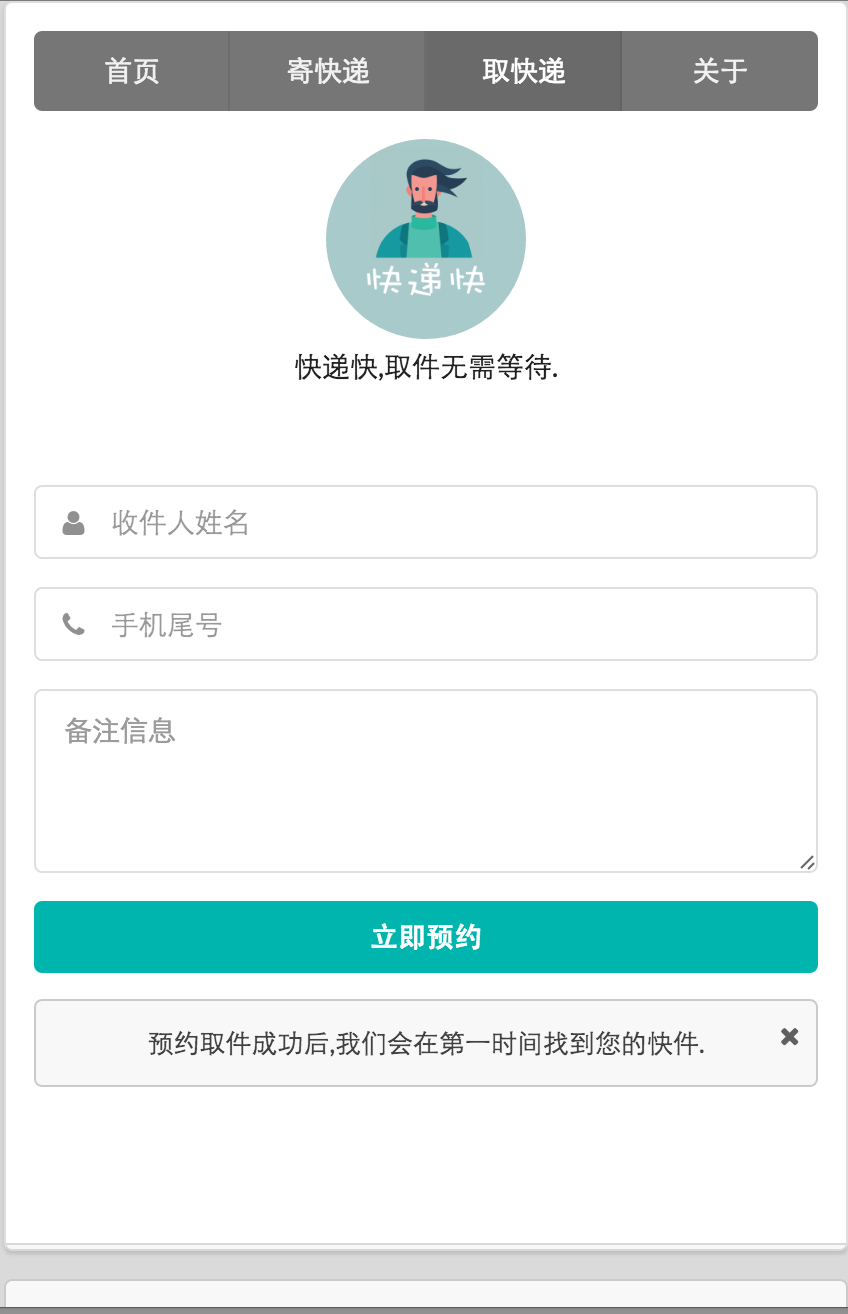 首页 寄快递 取快递 关于
快递快
快递快,取件无需等待.
收件人姓名
手机尾号
备注信息
立即预约
预约取件成功后,我们会在第一时间找到您的快件.